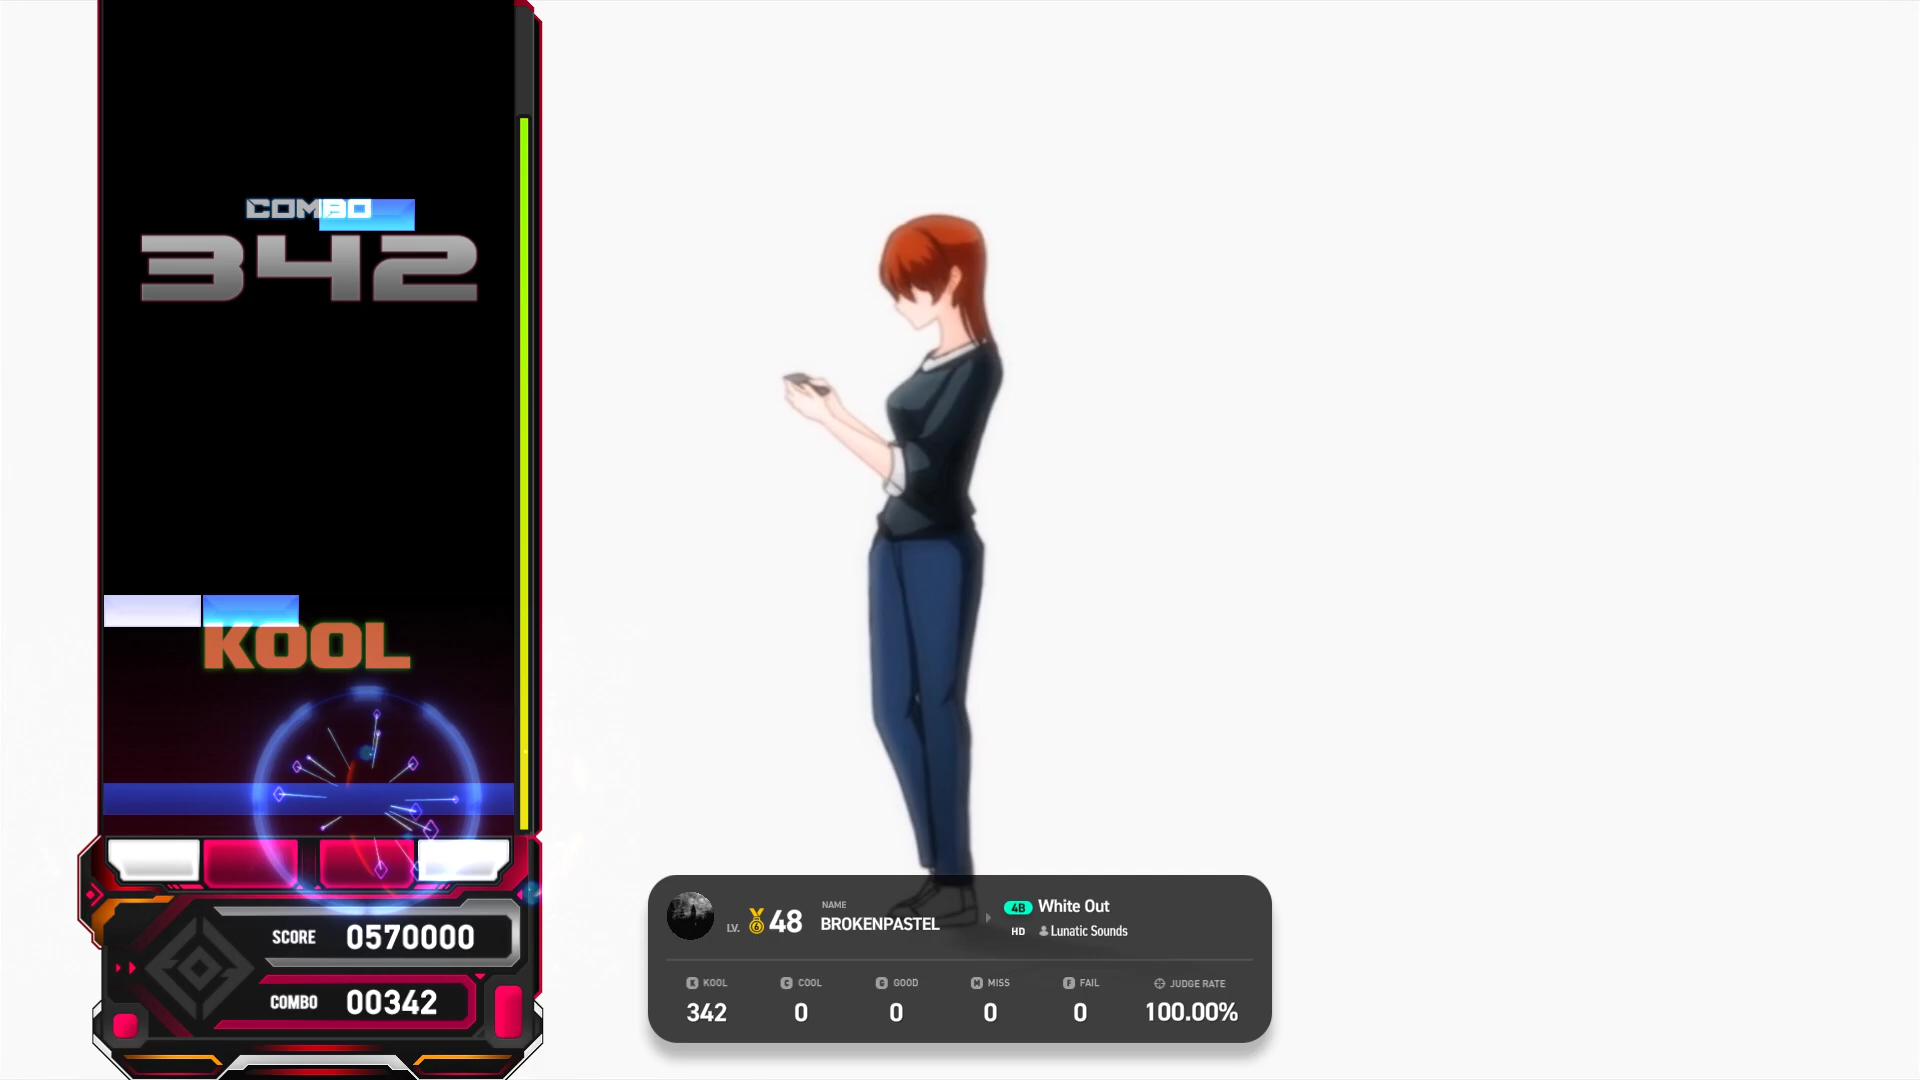 COMBO
342
KOOL
SCORE 0570000
COMBO 00342
LV. 6 48
NAME
BROKENPASTEL
4B White Out
HD Lunatic Sounds
K KOOL
342
C COOL
0
G GOOD
0
M MISS
0
F FAIL
0
JUDGE RATE
100.00%